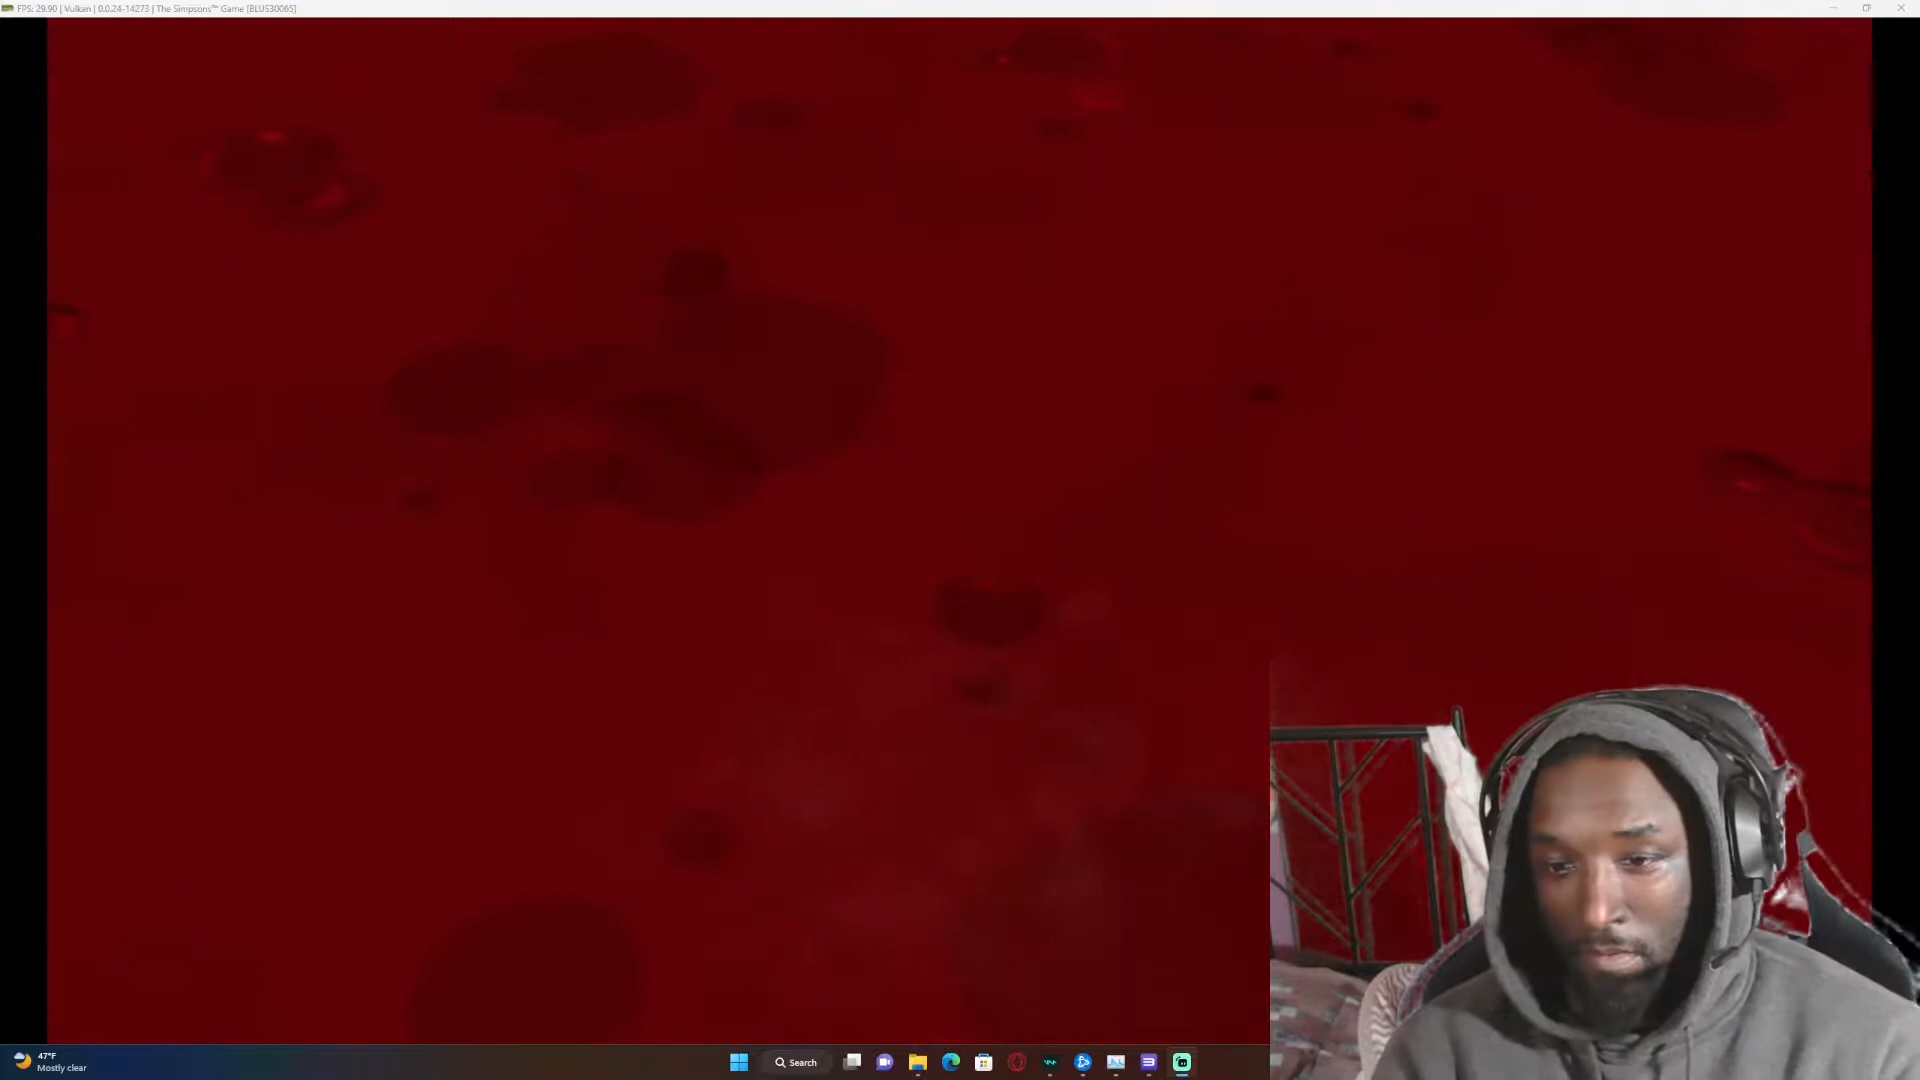 FPS: 29.90 | Vulkan | 0.0.24-14273 | The Simpsons™ Game [BLUS30065]
47°F
Mostly clear
Search